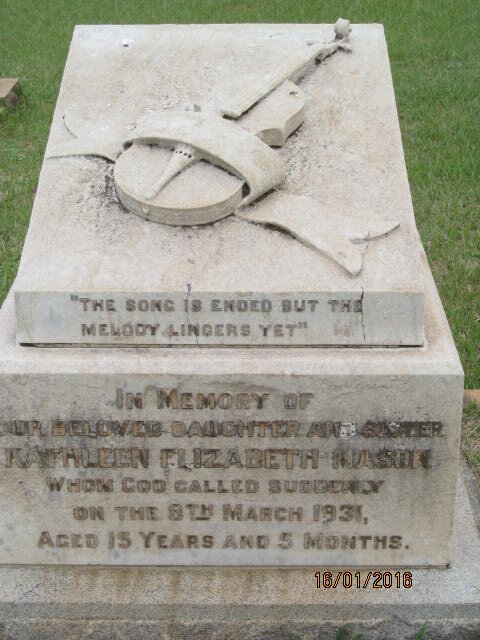 "THE SONG IS ENDED BUT THE
MELODY LINGERS YET"
IN MEMORY OF
OUR BELOVED DAUGHTER AND SISTER
KATHLEEN ELIZABETH MASON
WHOM GOD CALLED SUDDENLY
ON THE 8TH MARCH 1931,
AGED 15 YEARS AND 5 MONTHS.
16/01/2016